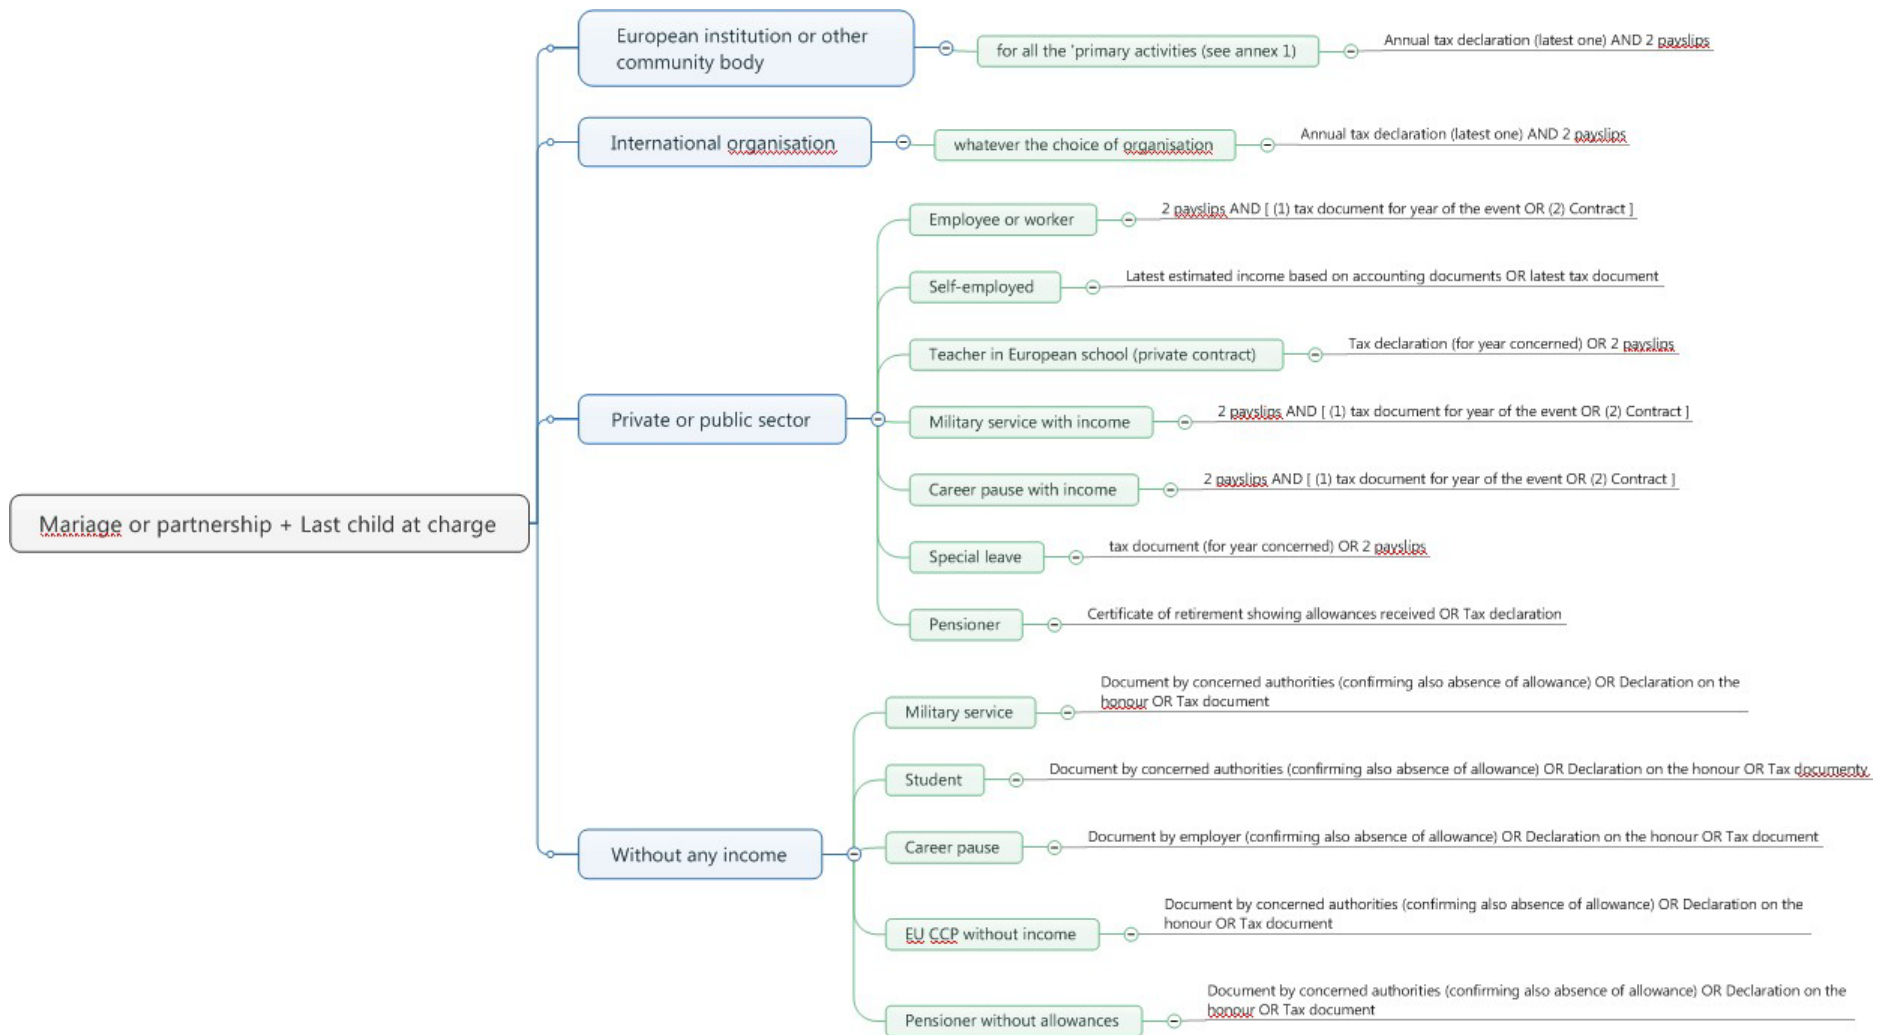 European institution or other
community body
for all the 'primary activities (see annex 1)
Annual tax declaration (latest one) AND 2 payslips
International organisation
whatever the choice of organisation
Annual tax declaration (latest one) AND 2 payslips
Employee or worker
2 payslips AND [ (1) tax document for year of the event OR (2) Contract ]
Self-employed
Latest estimated income based on accounting documents OR latest tax document
Teacher in European school (private contract)
Tax declaration (for year concerned) OR 2 payslips
Private or public sector
Military service with income
2 payslips AND [ (1) tax document for year of the event OR (2) Contract ]
Career pause with income
2 payslips AND [ (1) tax document for year of the event OR (2) Contract ]
Mariage or partnership + Last child at charge
Special leave
tax document (for year concerned) OR 2 payslips
Pensioner
Certificate of retirement showing allowances received OR Tax declaration
Military service
Document by concerned authorities (confirming also absence of allowance) OR Declaration on the
honour OR Tax document
Student
Document by concerned authorities (confirming also absence of allowance) OR Declaration on the honour OR Tax documenty
Without any income
Career pause
Document by employer (confirming also absence of allowance) OR Declaration on the honour OR Tax document
EU CCP without income
Document by concerned authorities (confirming also absence of allowance) OR Declaration on the
honour OR Tax document
Pensioner without allowances
Document by concerned authorities (confirming also absence of allowance) OR Declaration on the
honour OR Tax document